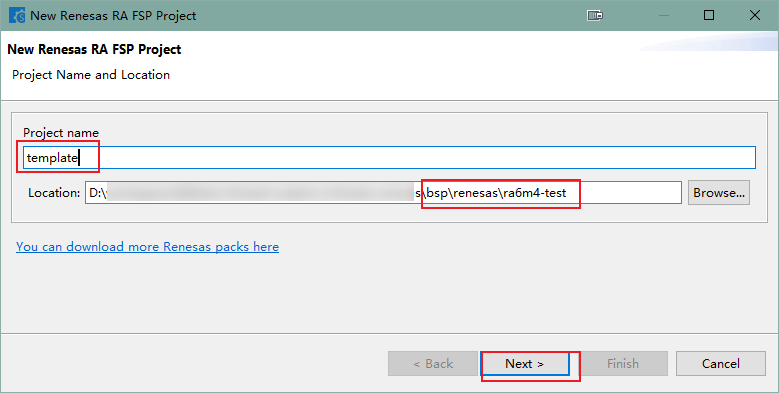 New Renesas RA FSP Project
New Renesas RA FSP Project
Project Name and Location
Project name
template
Location: D:\ s\bsp\renesas\ra6m4-test Browse...
You can download more Renesas packs here
< Back Next > Finish Cancel